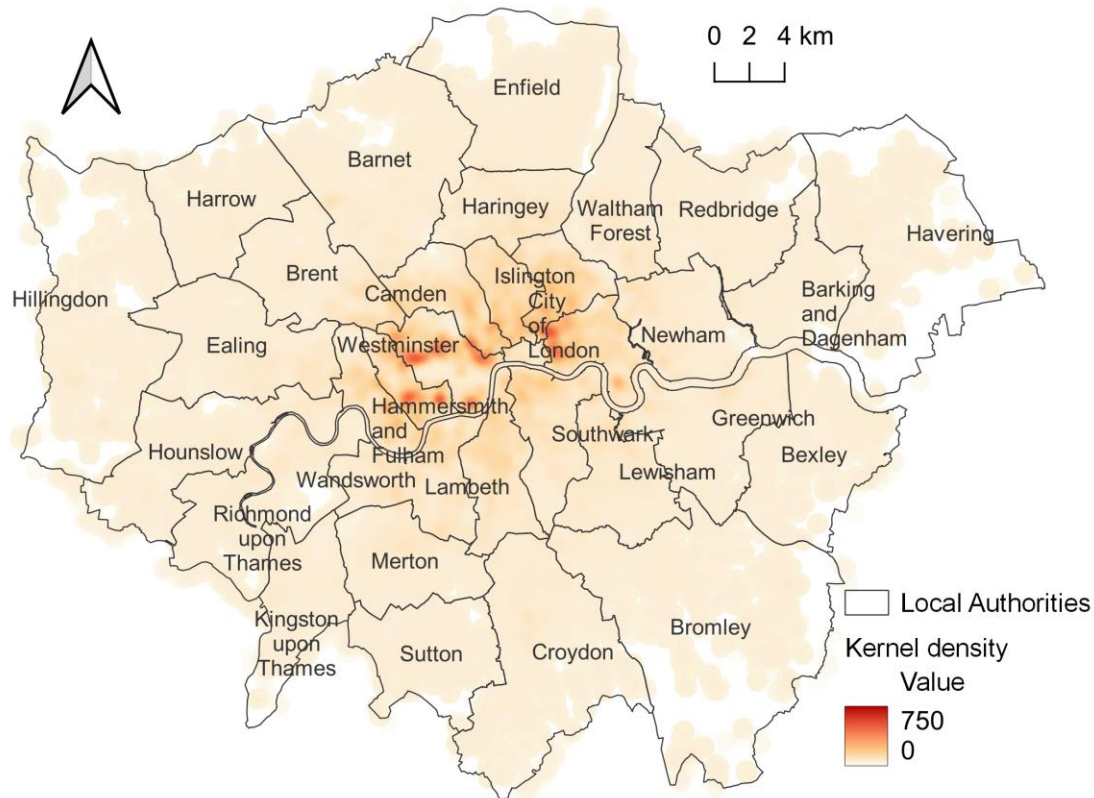 0 2 4 km
Enfield
Barnet
Harrow
Haringey
Waltham
Forest
Redbridge
Havering
Brent
Islington
Hillingdon
Camden
City
of
London
Barking
and
Dagenham
Ealing
Westminster
Newham
Hammersmith
and
Fulham
Greenwich
Hounslow
Southwark
Bexley
Wandsworth
Lambeth
Lewisham
Richmond
upon
Thames
Merton
Kingston
upon
Thames
Sutton
Croydon
Bromley
Local Authorities
Kernel density
Value
750
0